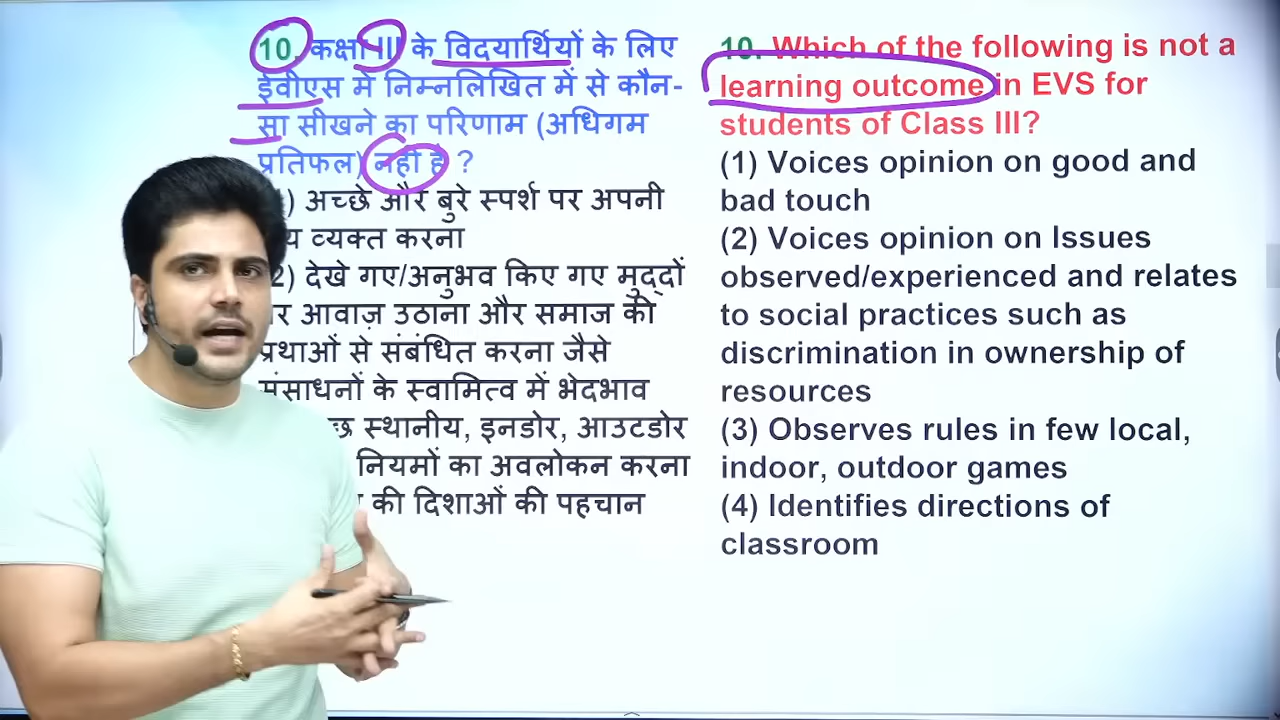 10. कक्षा III के विदयार्थियों के लिए
ईवीएस में निम्नलिखित में से कौन-
सा सीखने का परिणाम (अधिगम
प्रतिफल) नहीं है ?
) अच्छे और बुरे स्पर्श पर अपनी
व्यक्त करना
2) देखे गए/अनुभव किए गए मुद्दों
आवाज़ उठाना और समाज की
प्रथाओं से संबंधित करना जैसे
संसाधनों के स्वामित्व में भेदभाव
स्थानीय, इनडोर, आउटडोर
नियमों का अवलोकन करना
की दिशाओं की पहचान
10. Which of the following is not a
learning outcome in EVS for
students of Class III?
(1) Voices opinion on good and
bad touch
(2) Voices opinion on Issues
observed/experienced and relates
to social practices such as
discrimination in ownership of
resources
(3) Observes rules in few local,
indoor, outdoor games
(4) Identifies directions of
classroom